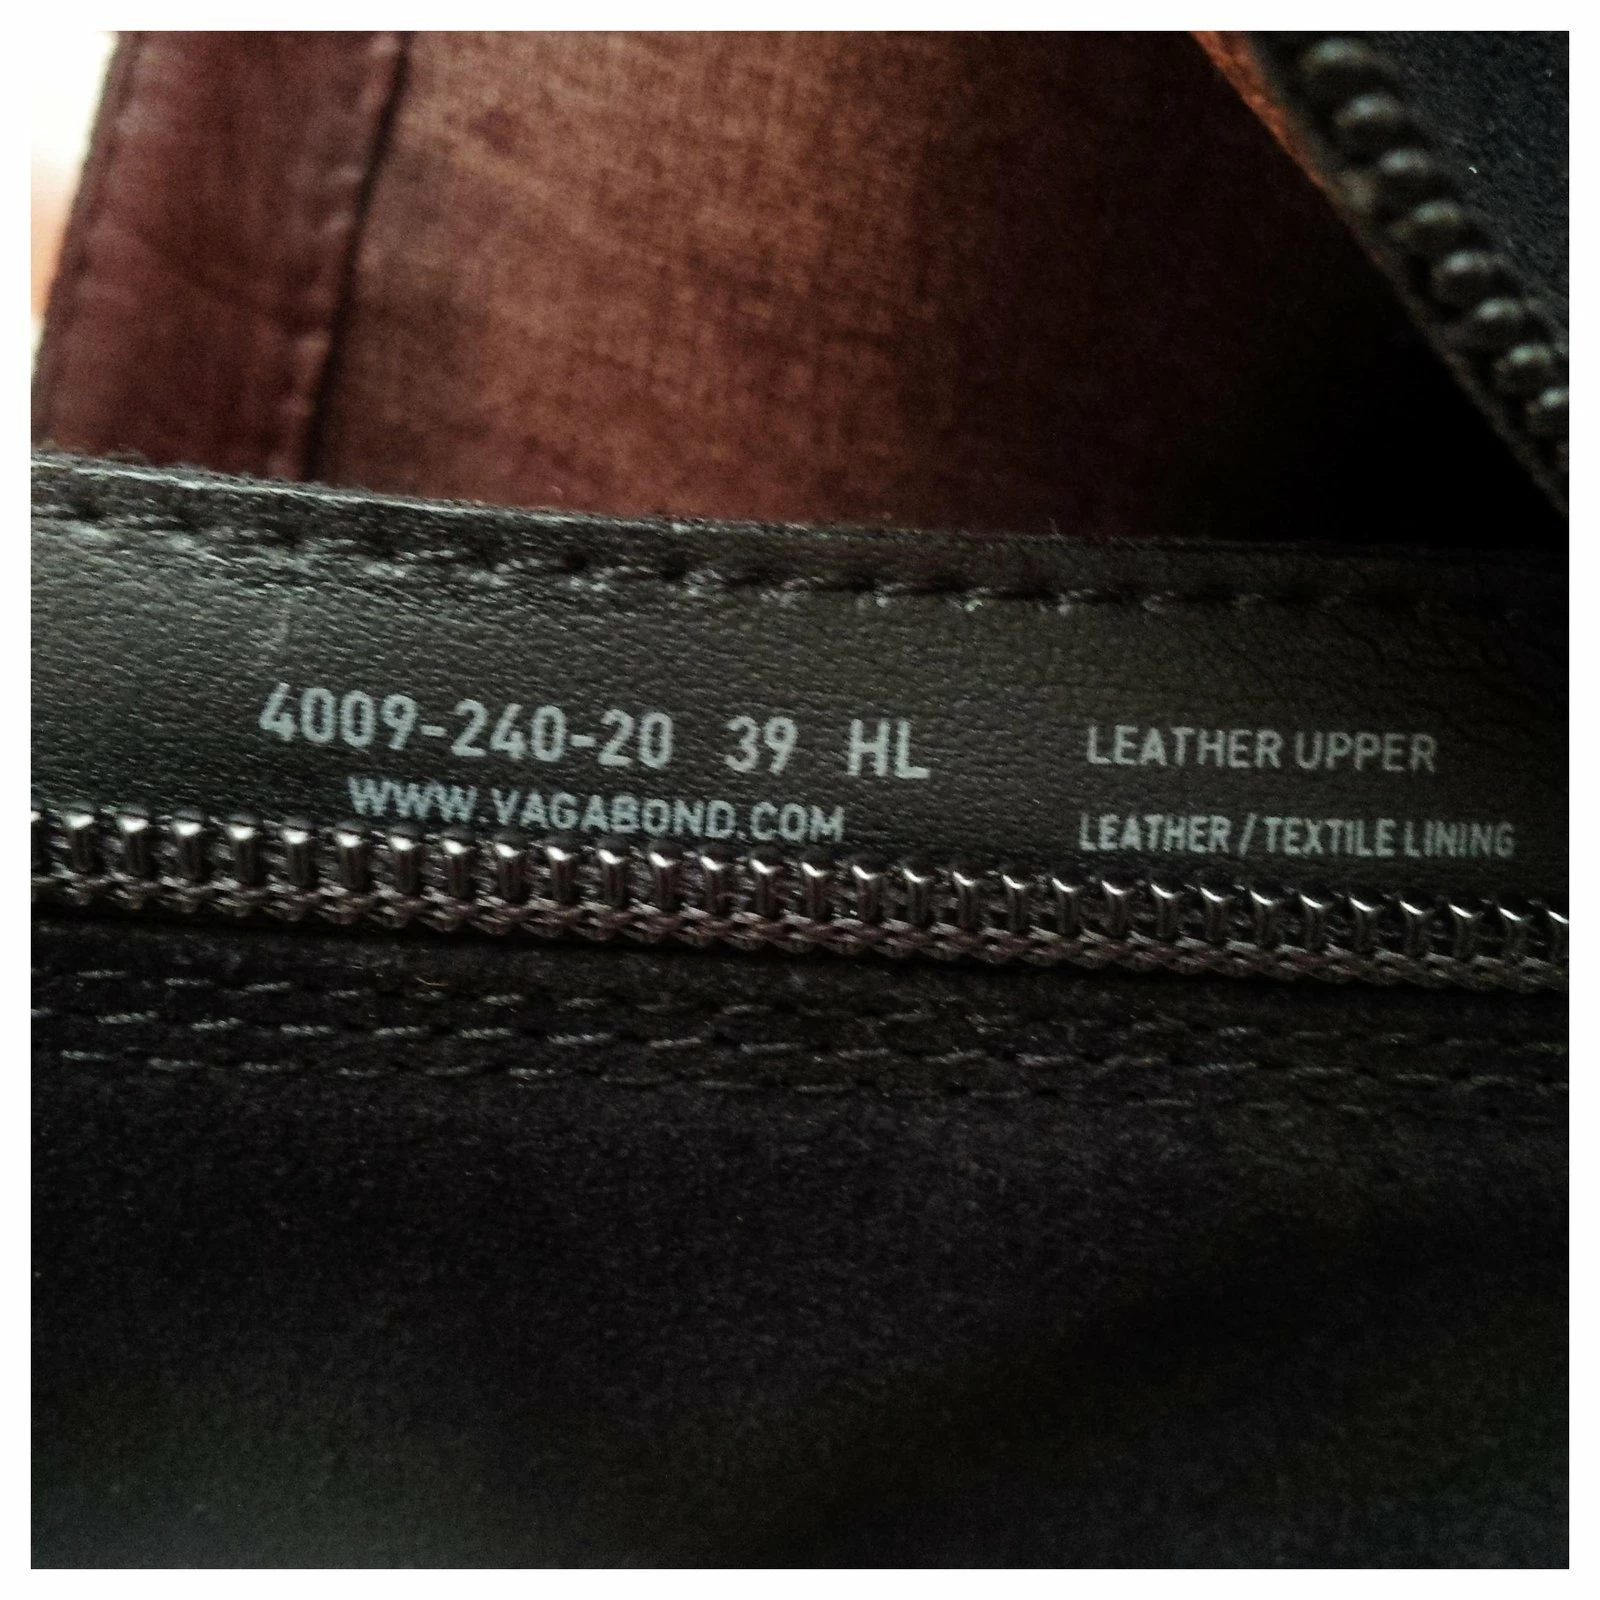 4009-240-20 39 HL
WWW.VAGABOND.COM
LEATHER UPPER
LEATHER / TEXTILE LINING